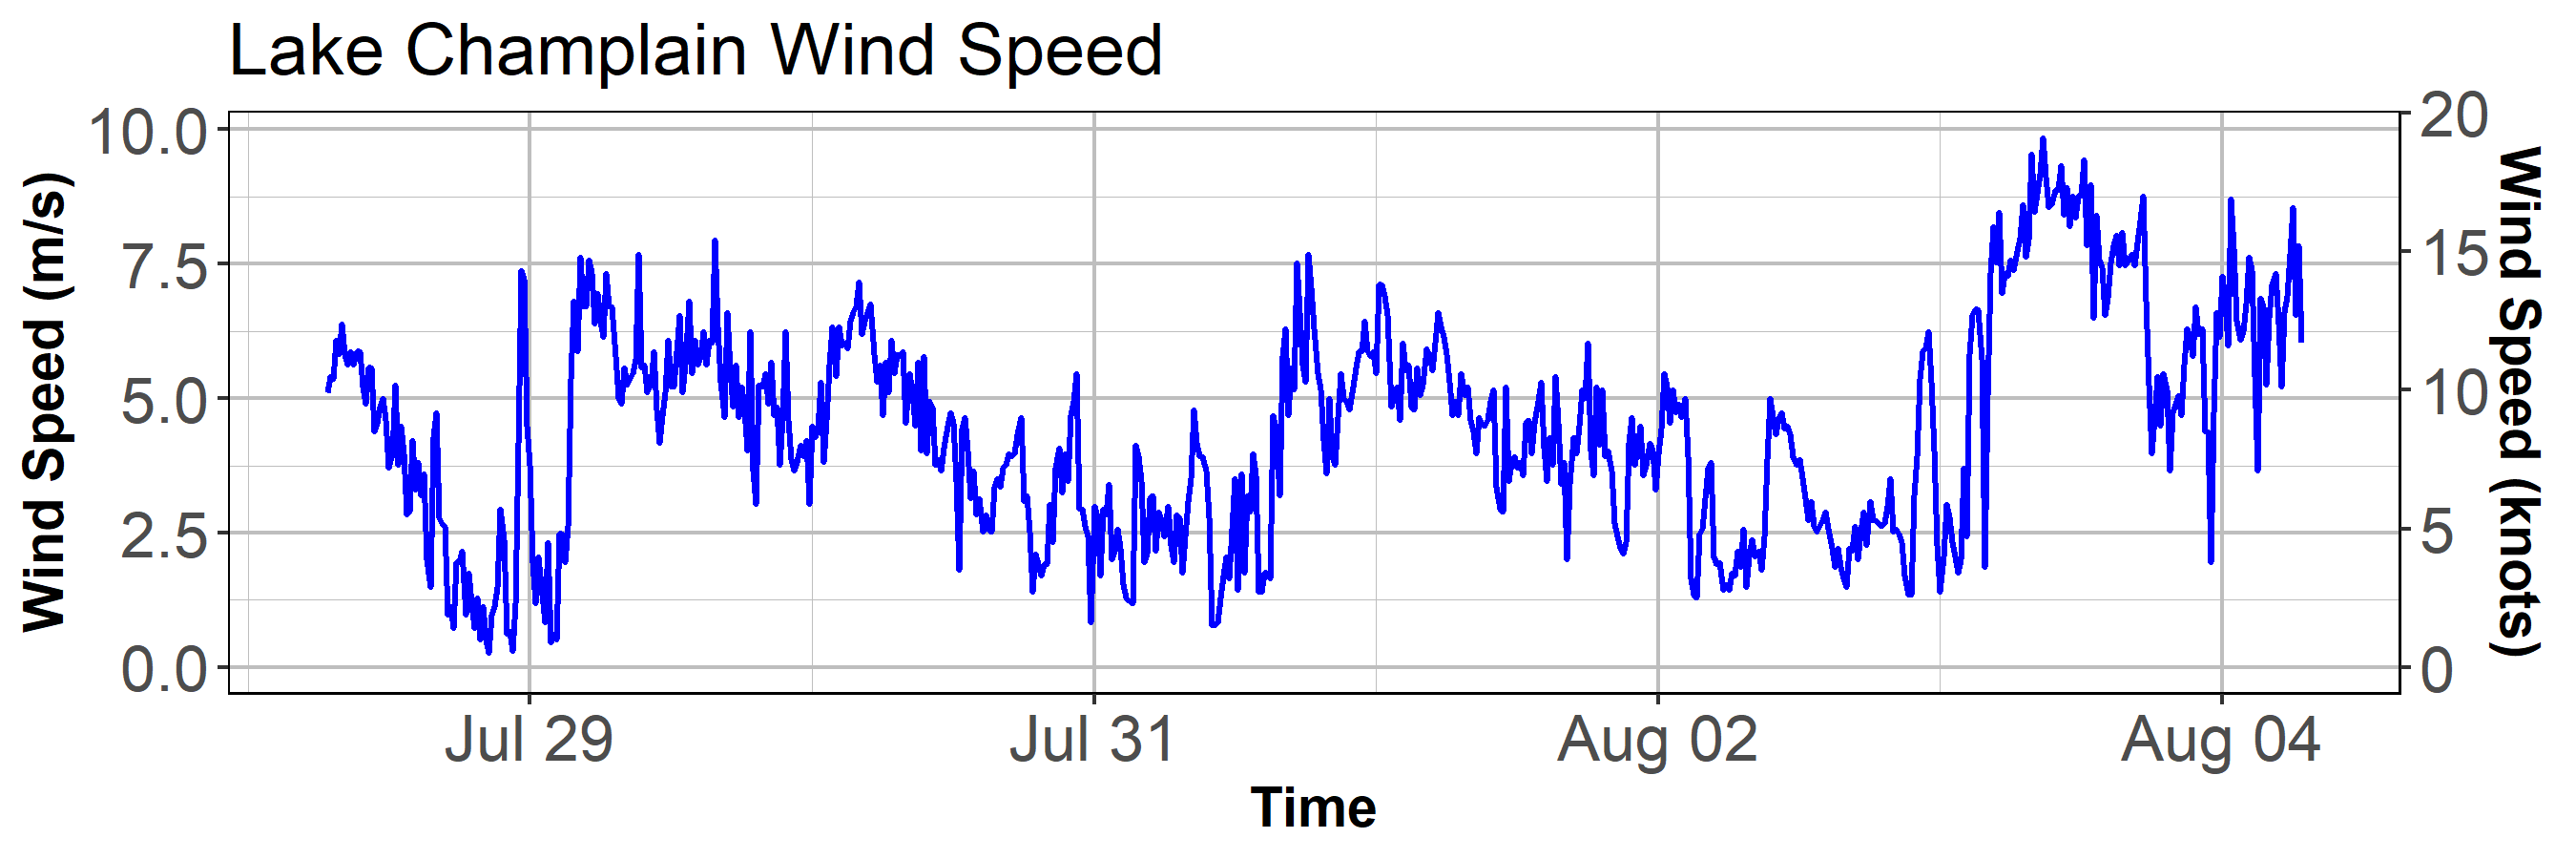 Lake Champlain Wind Speed
Wind Speed (m/s)
10.0
7.5
5.0
2.5
0.0
20
15
10
5
0
Wind Speed (knots)
Jul 29
Jul 31
Aug 02
Aug 04
Time